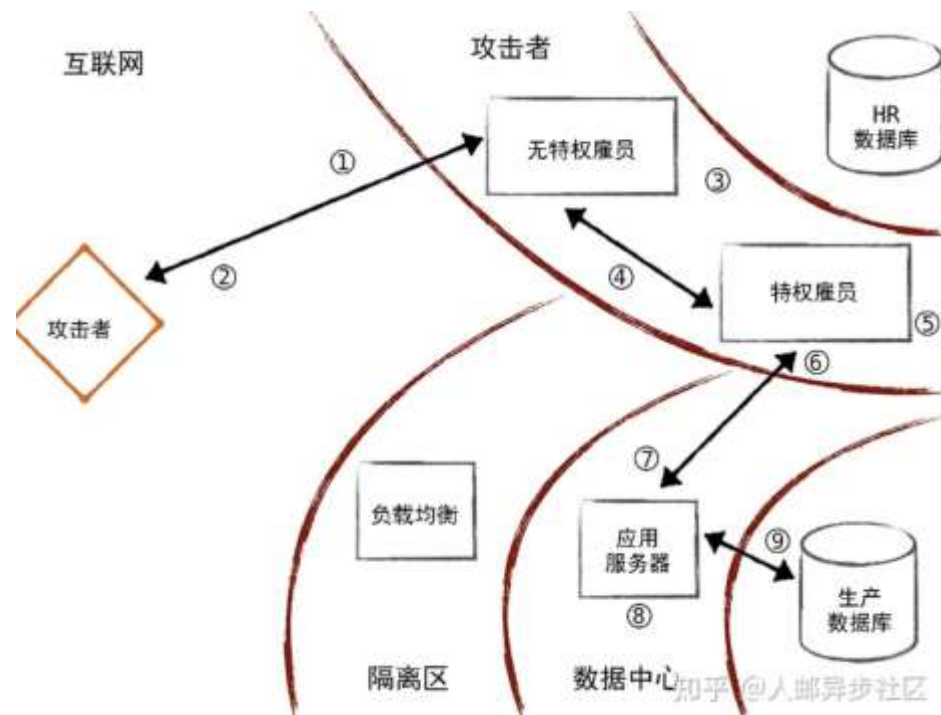 互联网
攻击者
HR
数据库
无特权雇员
①
③
②
④
特权雇员
⑤
攻击者
⑥
⑦
负载均衡
应用
服务器
⑨
⑧
生产
数据库
隔离区
数据中心
知乎 @人邮异步社区